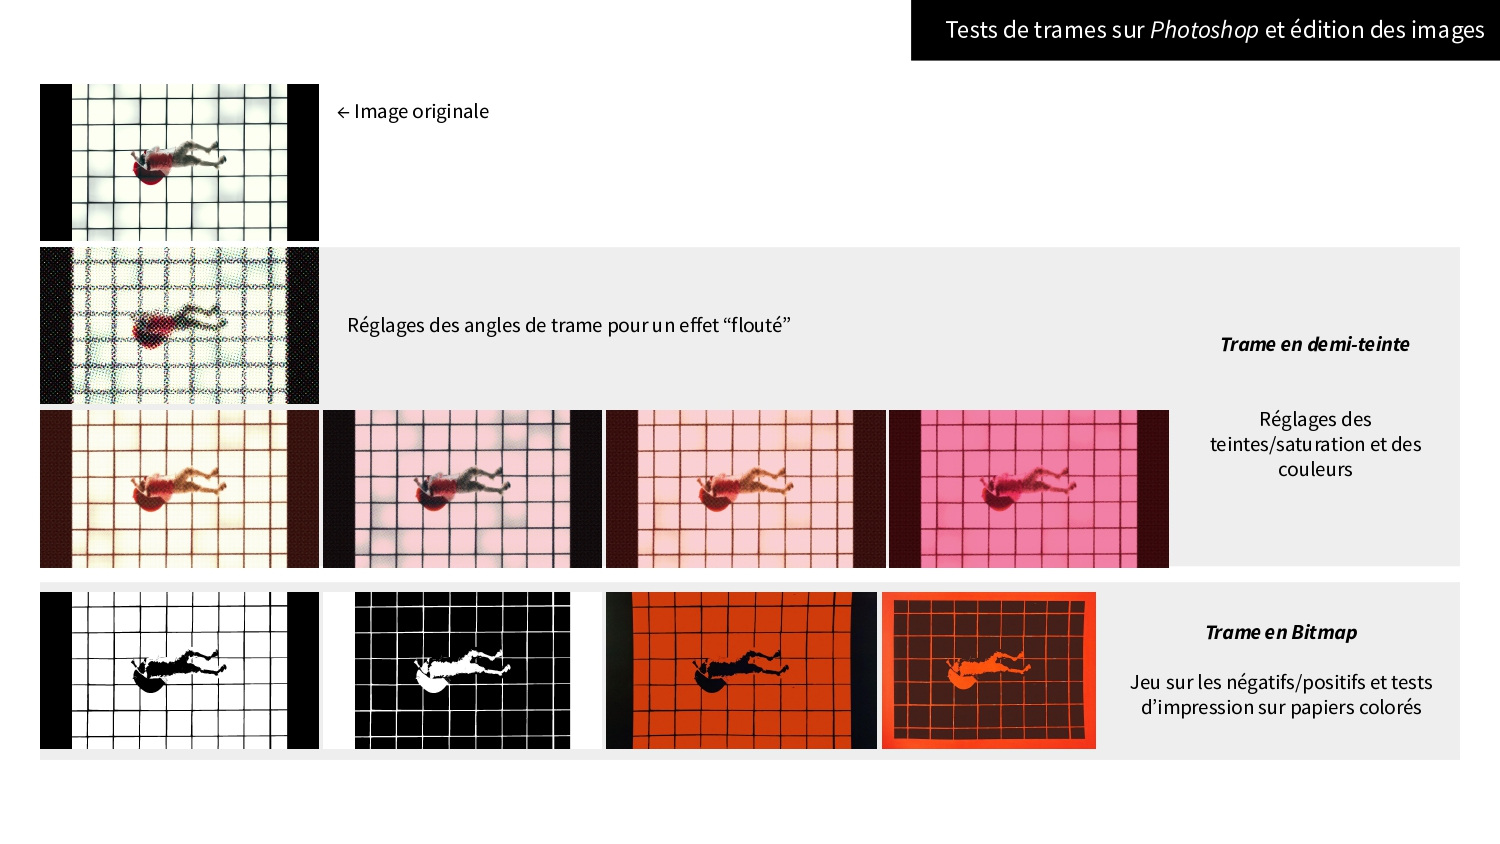 Tests de trames sur Photoshop et édition des images
← Image originale
Réglages des angles de trame pour un effet “flouté”
Trame en demi-teinte
Réglages des
teintes/saturation et des
couleurs
Trame en Bitmap
Jeu sur les négatifs/positifs et tests
d’impression sur papiers colorés